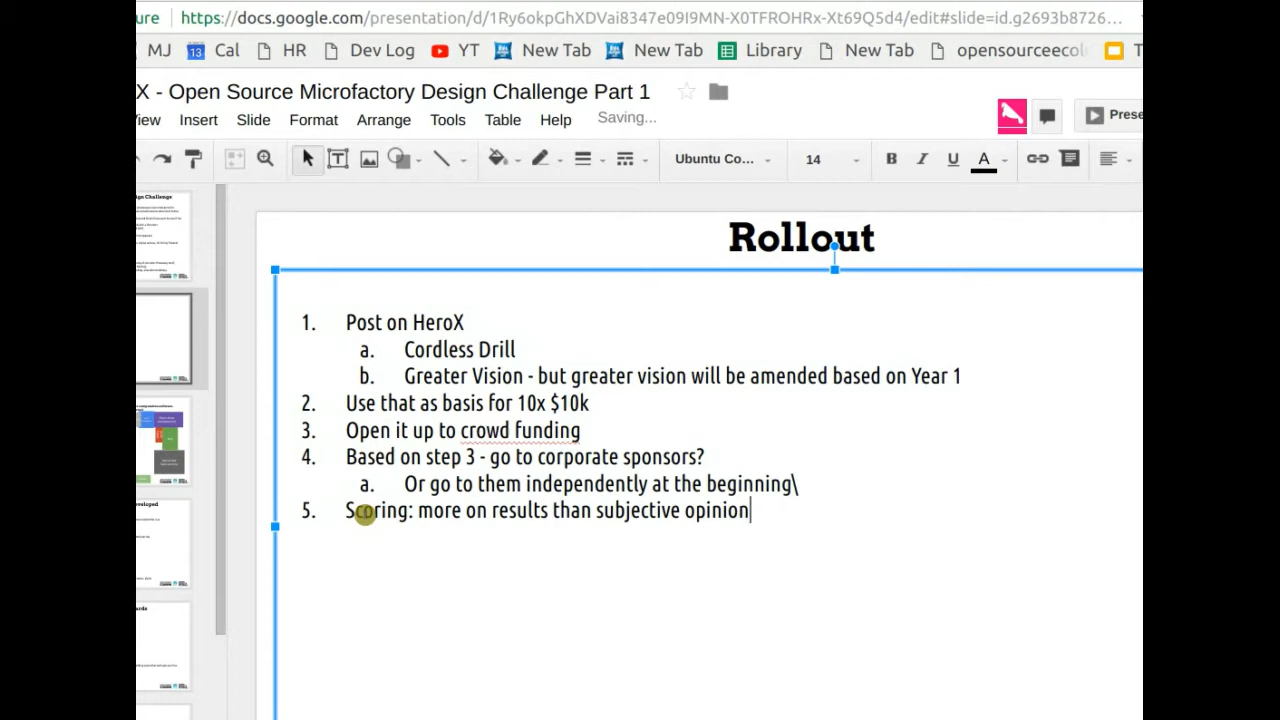 ure https://docs.google.com/presentation/d/1Ry6okpGhXDVai8347e09I9MN-X0TFROHRx-Xt69Q5d4/edit#slide=id.g2693b8726...
MJ 13 Cal HR Dev Log YT New Tab New Tab Library New Tab opensourceecol
X - Open Source Microfactory Design Challenge Part 1
View Insert Slide Format Arrange Tools Table Help Saving...
Prese
Ubuntu Co... 14 B I U A
Rollout
1. Post on HeroX
a. Cordless Drill
b. Greater Vision - but greater vision will be amended based on Year 1
2. Use that as basis for 10x $10k
3. Open it up to crowd funding
4. Based on step 3 - go to corporate sponsors?
a. Or go to them independently at the beginning\
5. Scoring: more on results than subjective opinion